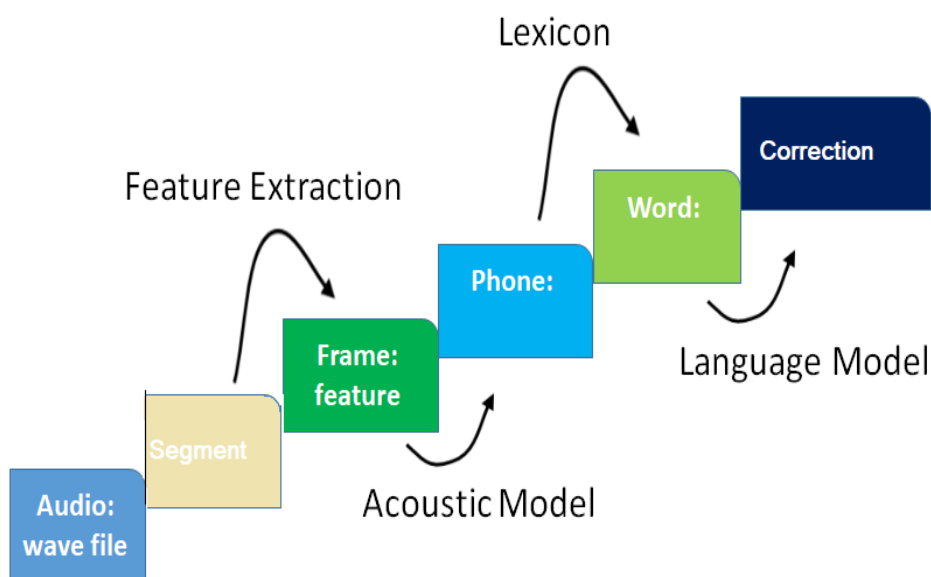 Lexicon
Correction
Feature Extraction
Word:
Phone:
Frame:
feature
Language Model
Segment
Acoustic Model
Audio:
wave file